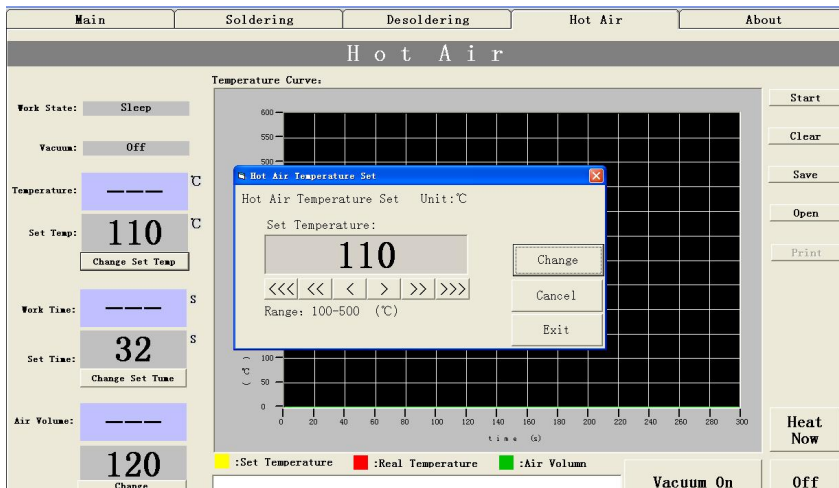 Main Soldering Desoldering Hot Air About
Hot Air
Temperature Curve:
Work State: Sleep
Vacuum: Off
Temperature: ——— ℃
Set Temp: 110 ℃
Change Set Temp
Work Time: ——— S
Set Time: 32 S
Change Set Tume
Air Volume: ———
120
Change
600
550
500
Hot Air Temperature Set
Hot Air Temperature Set Unit:℃
Set Temperature:
110
<<< << < > >> >>>
Range: 100-500 (℃)
Change
Cancel
Exit
100
50
0
(℃)
0 20 40 60 80 100 120 140 160 180 200 220 240 260 280 300
time (s)
:Set Temperature :Real Temperature :Air Volumn
Start
Clear
Save
Open
Print
Heat
Now
Vacuum On Off